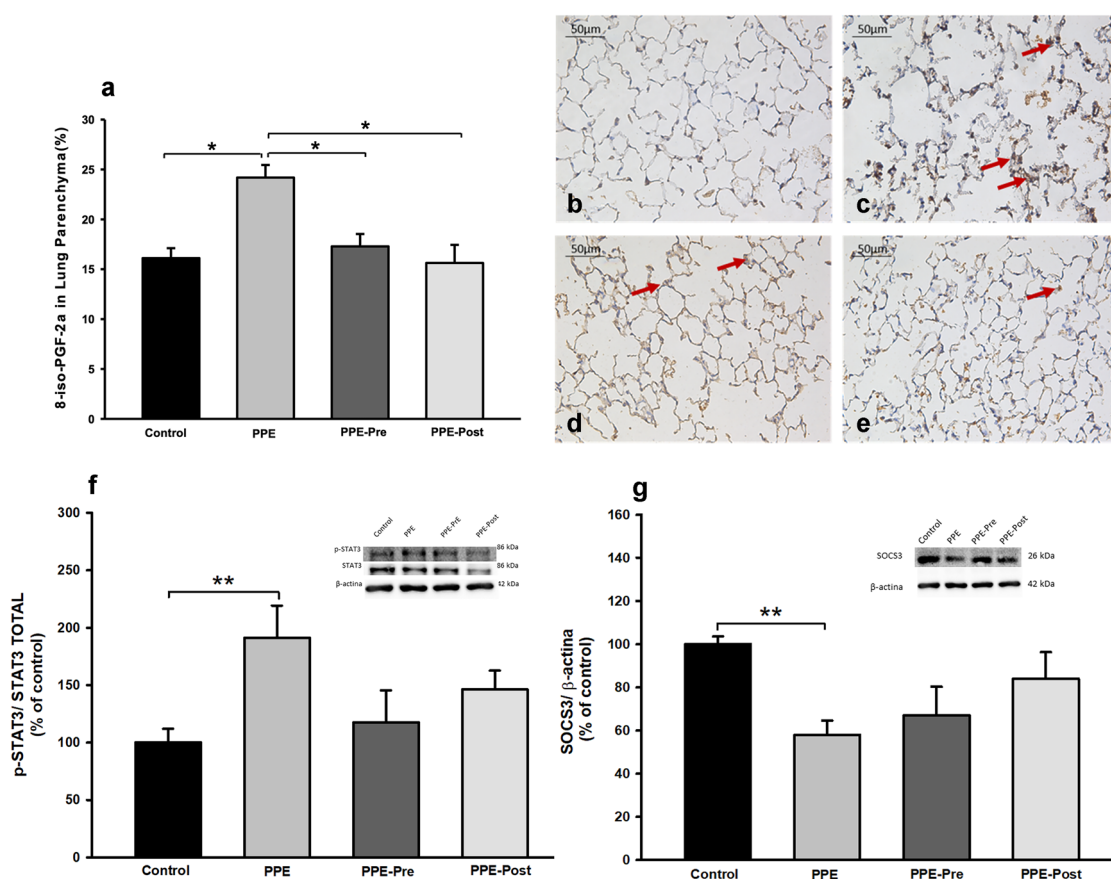 a
8-iso-PGF-2a in Lung Parenchyma (%)
30
25
20
15
10
5
0
* * *
Control PPE PPE-Pre PPE-Post
50µm
b
50µm
c
50µm
d
50µm
e
f
p-STAT3/ STAT3 TOTAL
(% of control)
300
250
200
150
100
50
0
**
Control PPE PPE-PrE PPE-Post
p-STAT3 86 kDa
STAT3 86 kDa
β-actina 42 kDa
Control PPE PPE-Pre PPE-Post
g
SOCS3/ β-actina
(% of control)
160
140
120
100
80
60
40
20
0
**
Control PPE PPE-Pre PPE-Post
SOCS3 26 kDa
β-actina 42 kDa
Control PPE PPE-Pre PPE-Post